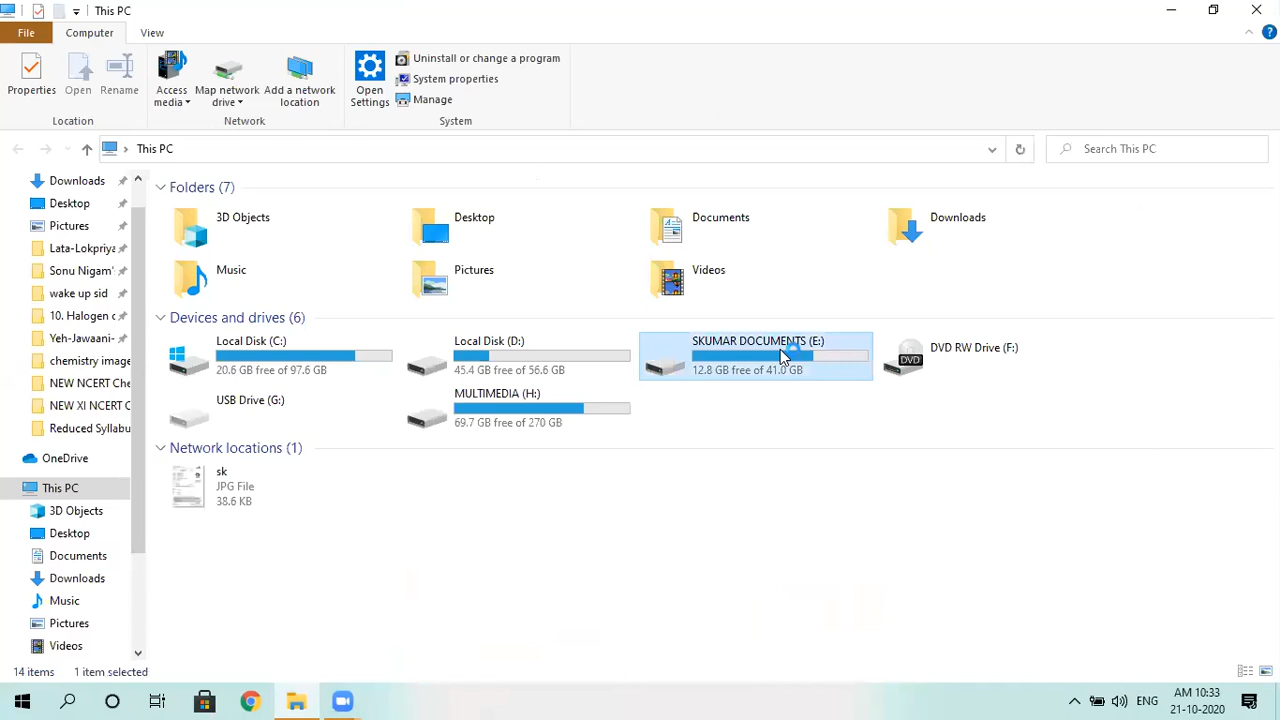 This PC
File
Computer
View
Properties
Open
Rename
Access media
Map network drive
Add a network location
Open Settings
Uninstall or change a program
System properties
Manage
Location
Network
System
This PC
Search This PC
Downloads
Desktop
Pictures
Lata-Lokpriya
Sonu Nigam'
wake up sid
10. Halogen c
Yeh-Jawaani-
chemistry image
NEW NCERT Che
NEW XI NCERT C
Reduced Syllabu
OneDrive
This PC
3D Objects
Desktop
Documents
Downloads
Music
Pictures
Videos
Folders (7)
3D Objects
Desktop
Documents
Downloads
Music
Pictures
Videos
Devices and drives (6)
Local Disk (C:)
20.6 GB free of 97.6 GB
Local Disk (D:)
45.4 GB free of 56.6 GB
SKUMAR DOCUMENTS (E:)
12.8 GB free of 41.0 GB
DVD RW Drive (F:)
DVD
USB Drive (G:)
MULTIMEDIA (H:)
69.7 GB free of 270 GB
Network locations (1)
sk
JPG File
38.6 KB
14 items
1 item selected
ENG
AM 10:33
21-10-2020